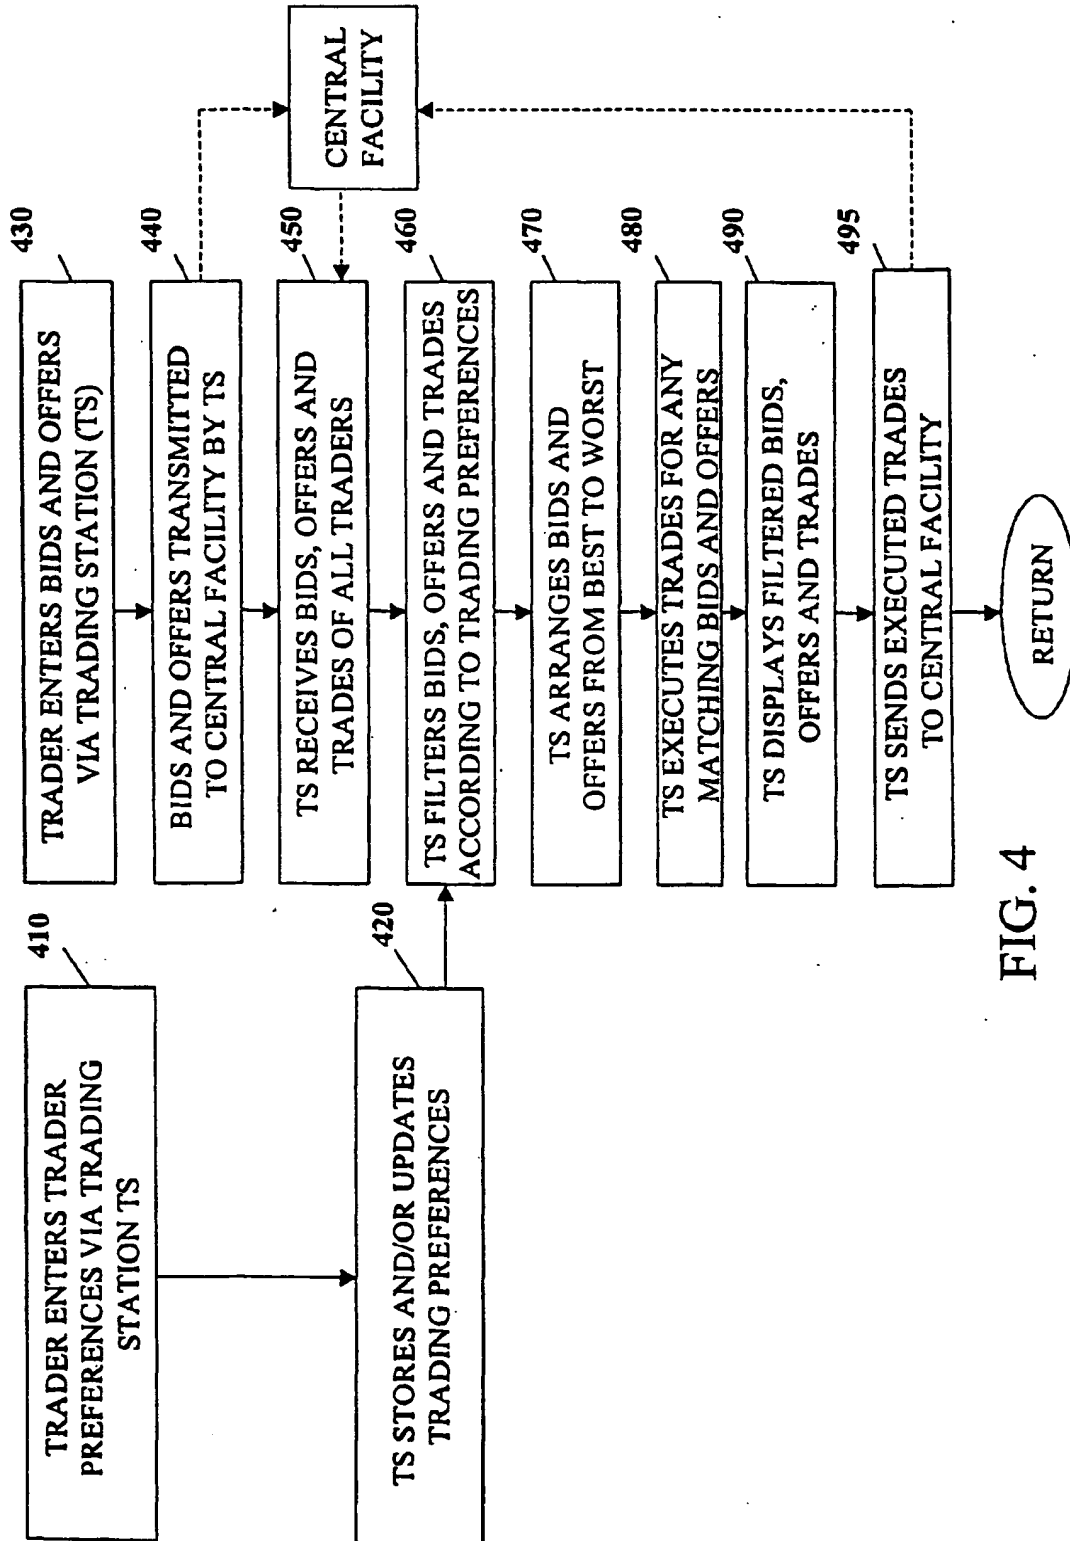 410
TRADER ENTERS TRADER
PREFERENCES VIA TRADING
STATION TS
420
TS STORES AND/OR UPDATES
TRADING PREFERENCES
430
TRADER ENTERS BIDS AND OFFERS
VIA TRADING STATION (TS)
440
BIDS AND OFFERS TRANSMITTED
TO CENTRAL FACILITY BY TS
450
TS RECEIVES BIDS, OFFERS AND
TRADES OF ALL TRADERS
CENTRAL
FACILITY
460
TS FILTERS BIDS, OFFERS AND TRADES
ACCORDING TO TRADING PREFERENCES
470
TS ARRANGES BIDS AND
OFFERS FROM BEST TO WORST
480
TS EXECUTES TRADES FOR ANY
MATCHING BIDS AND OFFERS
490
TS DISPLAYS FILTERED BIDS,
OFFERS AND TRADES
495
TS SENDS EXECUTED TRADES
TO CENTRAL FACILITY
RETURN
FIG. 4